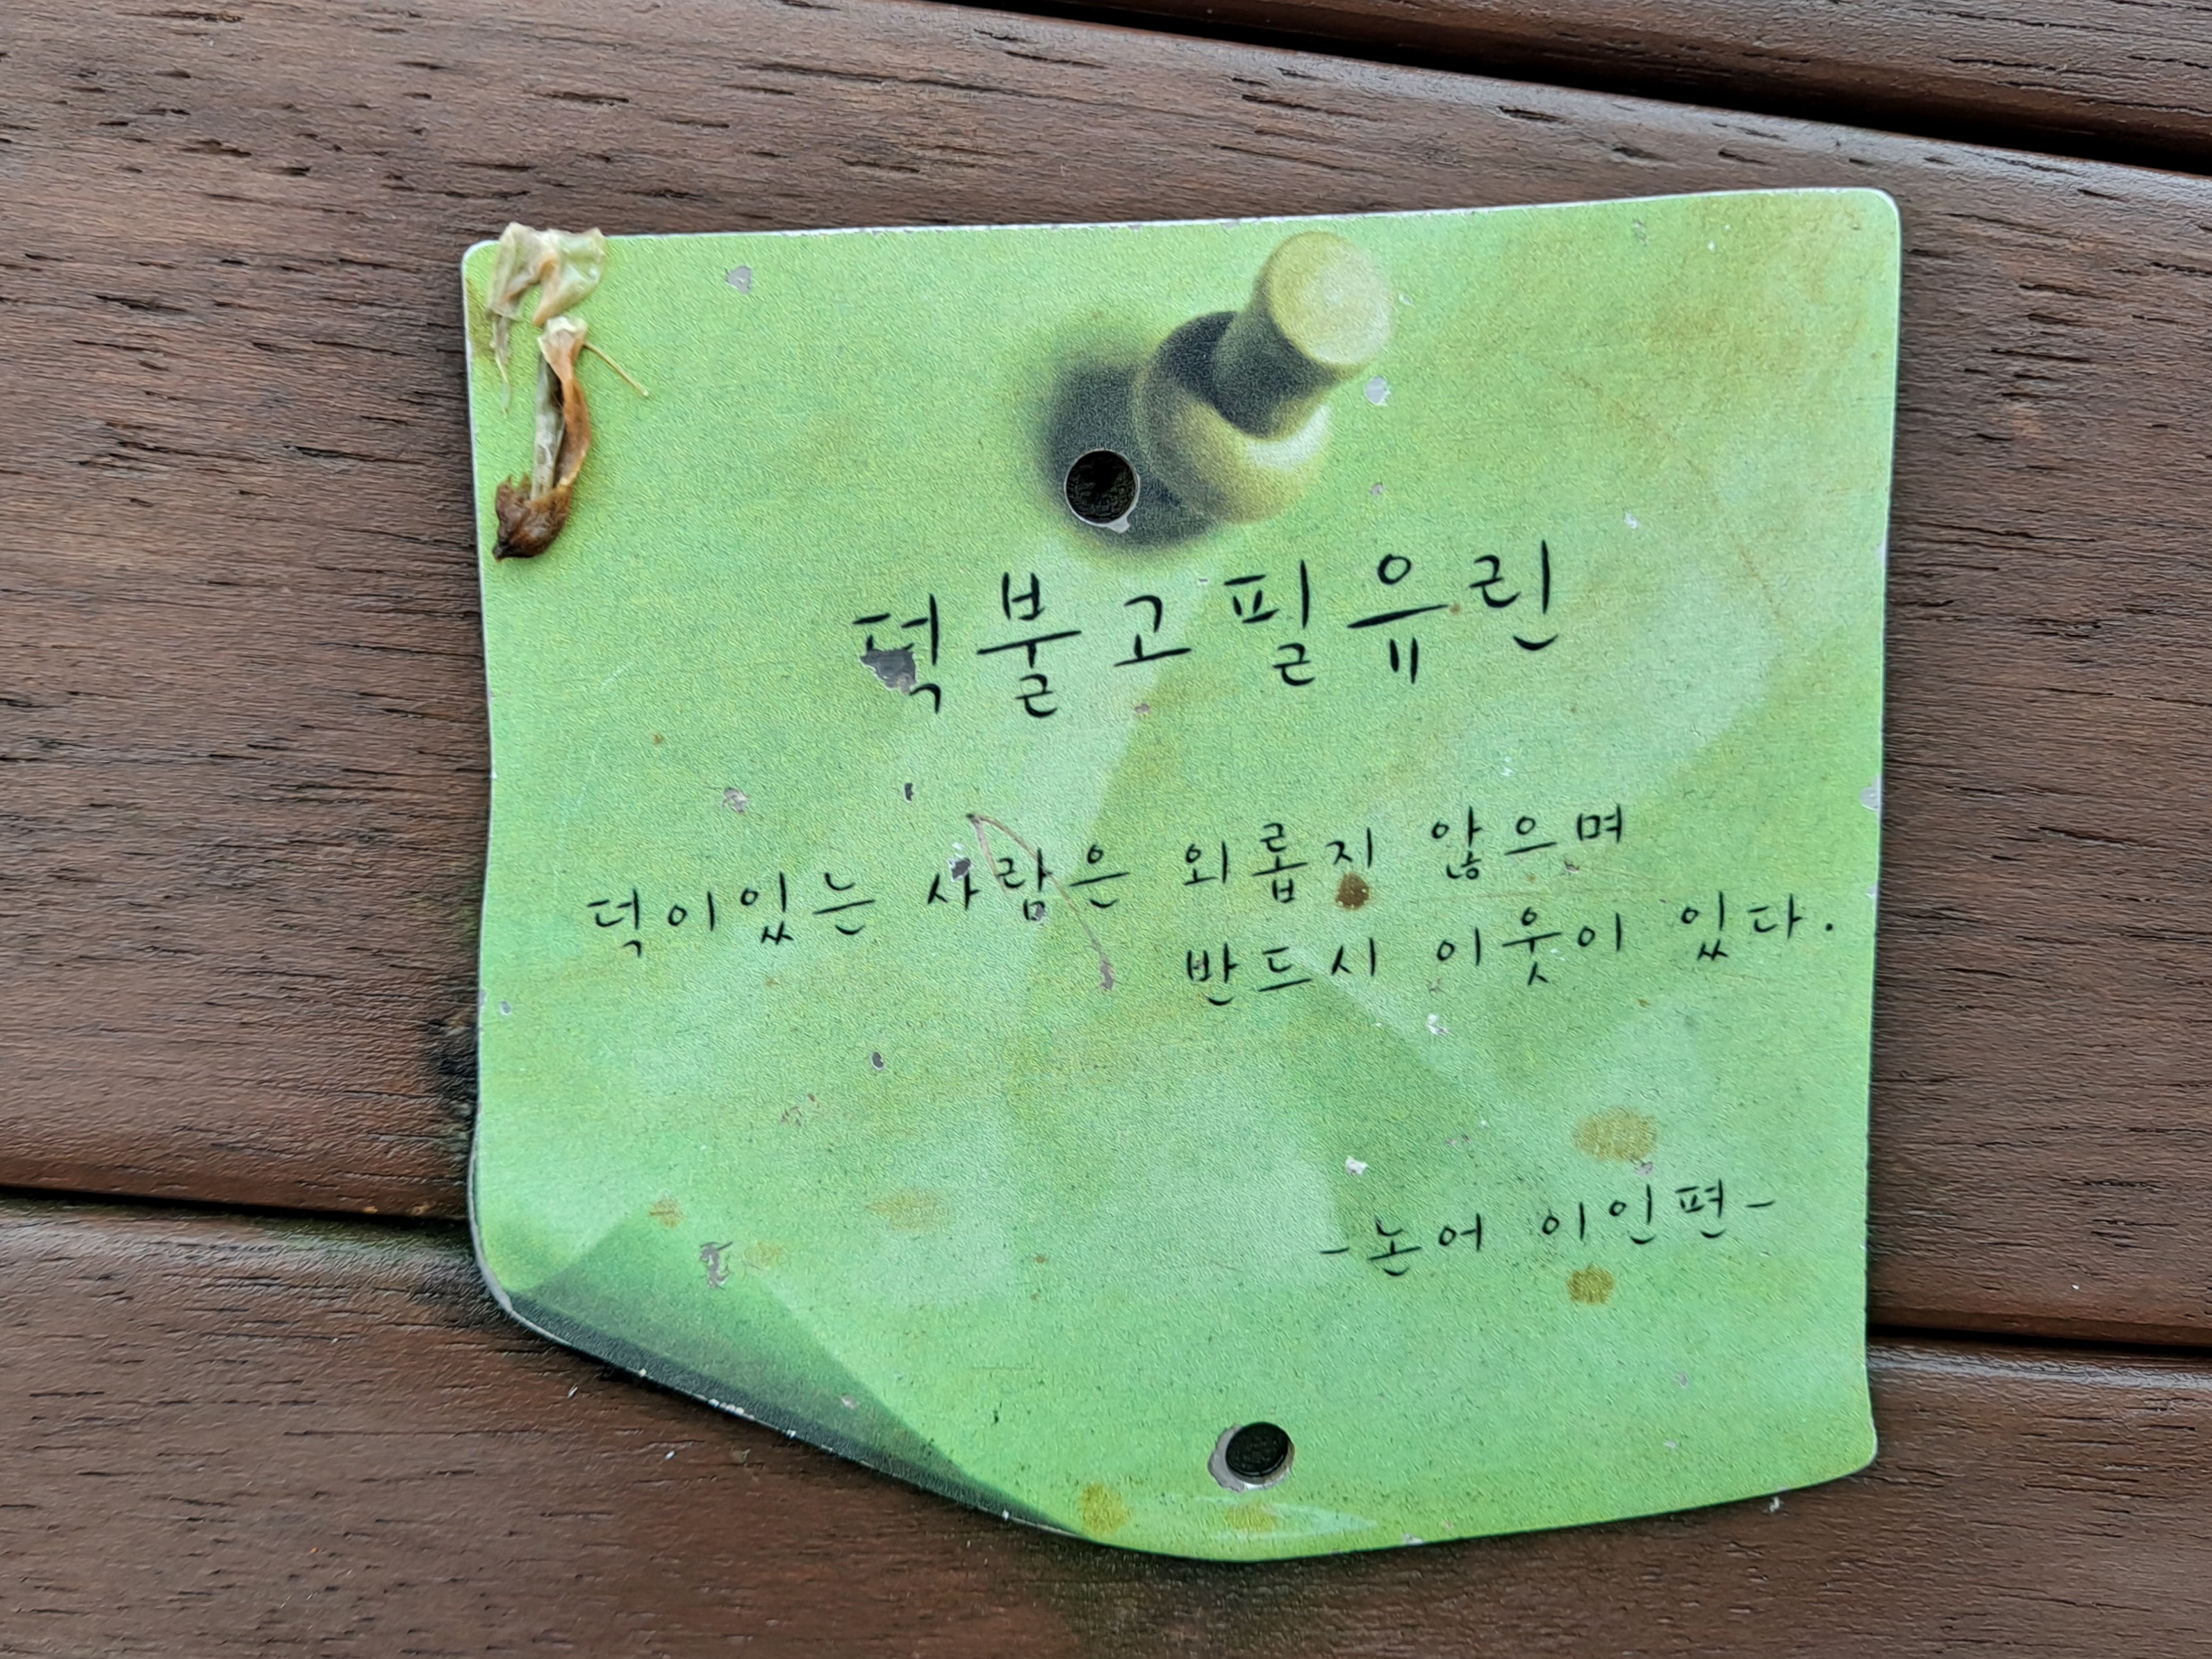 덕불고필유린
덕이있는 사람은 외롭지 않으며
반드시 이웃이 있다.
-논어 이인편-